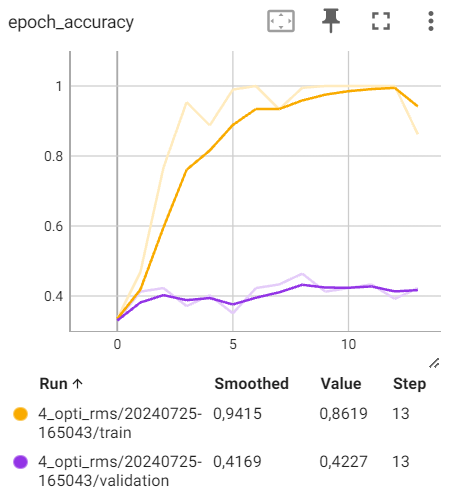 epoch_accuracy
1
0.8
0.6
0.4
0 5 10
Run ↑ Smoothed Value Step
4_opti_rms/20240725- 0,9415 0,8619 13
165043/train
4_opti_rms/20240725- 0,4169 0,4227 13
165043/validation